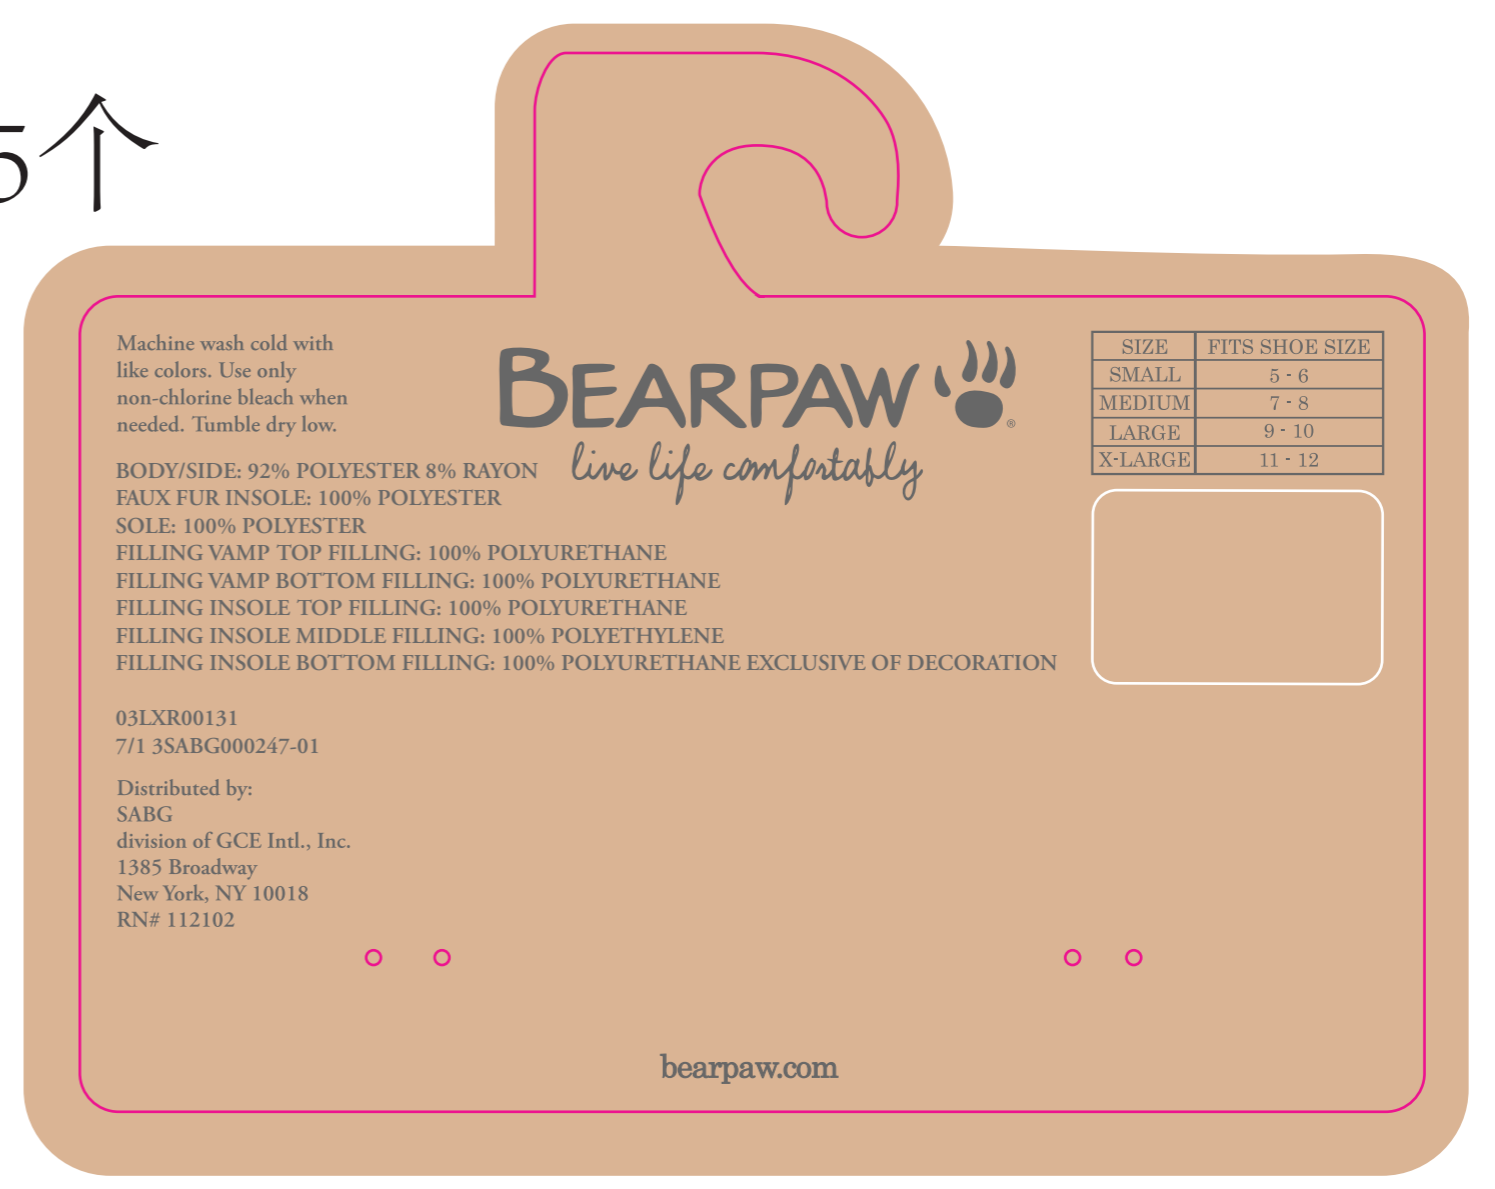 5个
Machine wash cold with
like colors. Use only
non-chlorine bleach when
needed. Tumble dry low.
BEARPAW ®
live life comfortably
SIZE FITS SHOE SIZE
SMALL 5 - 6
MEDIUM 7 - 8
LARGE 9 - 10
X-LARGE 11 - 12
BODY/SIDE: 92% POLYESTER 8% RAYON
FAUX FUR INSOLE: 100% POLYESTER
SOLE: 100% POLYESTER
FILLING VAMP TOP FILLING: 100% POLYURETHANE
FILLING VAMP BOTTOM FILLING: 100% POLYURETHANE
FILLING INSOLE TOP FILLING: 100% POLYURETHANE
FILLING INSOLE MIDDLE FILLING: 100% POLYETHYLENE
FILLING INSOLE BOTTOM FILLING: 100% POLYURETHANE EXCLUSIVE OF DECORATION
03LXR00131
7/1 3SABG000247-01
Distributed by:
SABG
division of GCE Intl., Inc.
1385 Broadway
New York, NY 10018
RN# 112102
bearpaw.com